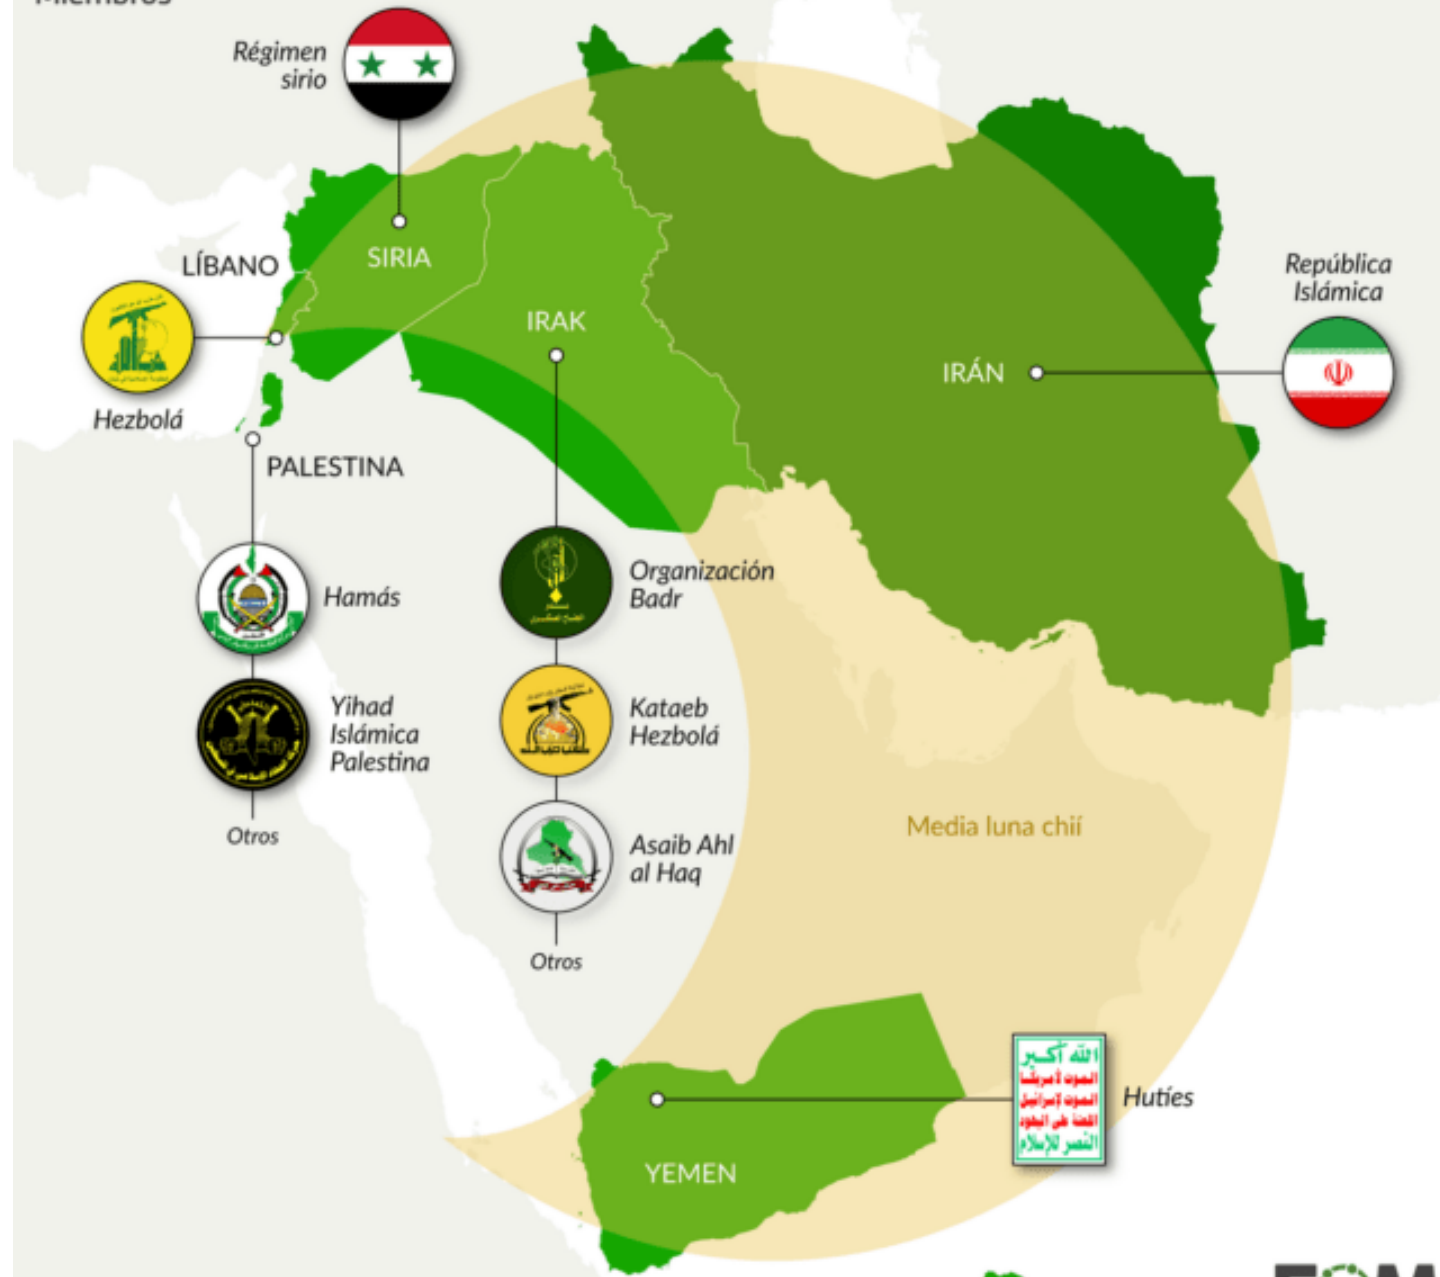 Miembros
Régimen
sirio
LÍBANO
SIRIA
Hezbolá
IRAK
IRÁN
República
Islámica
PALESTINA
Hamás
Yihad
Islámica
Palestina
Otros
Organización
Badr
Kataeb
Hezbolá
Asaib Ahl
al Haq
Otros
Media luna chií
YEMEN
الله أكبر
الموت لأمريكا
الموت لإسرائيل
اللعنة على اليهود
النصر للإسلام
Hutíes